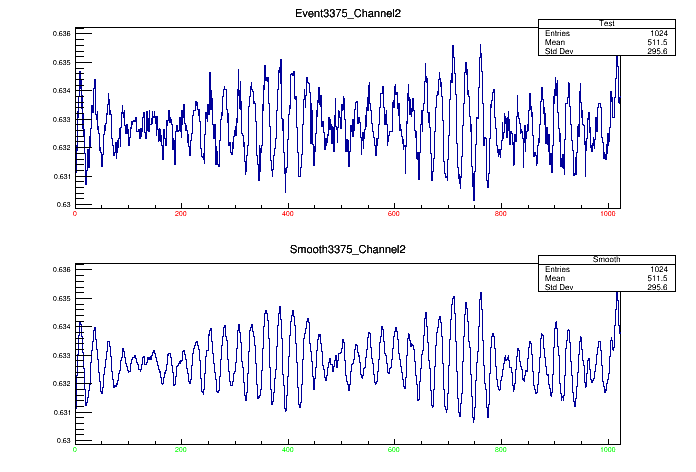 Event3375_Channel2
Test
Entries 1024
Mean 511.5
Std Dev 295.6
0.636
0.635
0.634
0.633
0.632
0.631
0.63
0 200 400 600 800 1000
Smooth3375_Channel2
Smooth
Entries 1024
Mean 511.5
Std Dev 295.6
0.636
0.635
0.634
0.633
0.632
0.631
0.63
0 200 400 600 800 1000